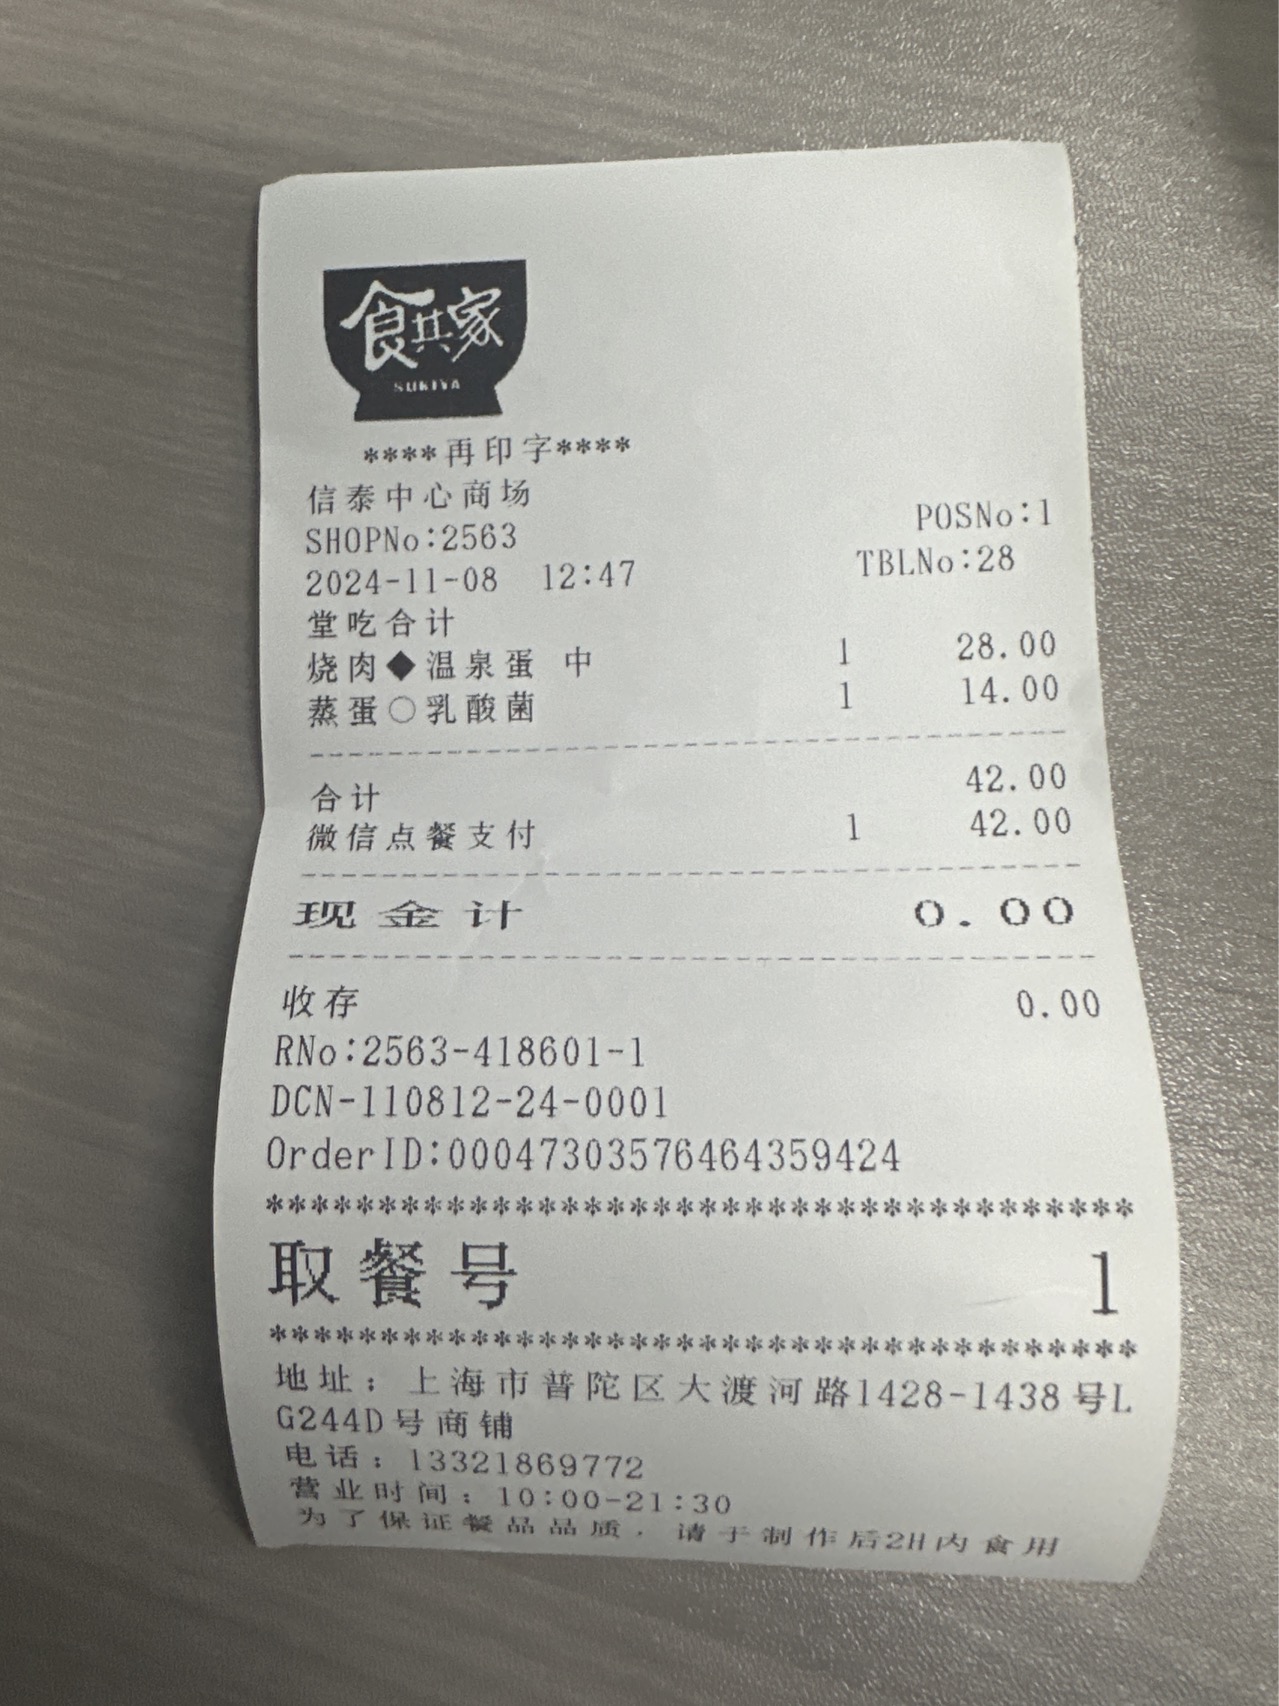 食其家
SUKIYA
****再印字****
信泰中心商场
SHOPNo:2563 POSNo:1
2024-11-08 12:47 TBLNo:28
堂吃合计
烧肉◆温泉蛋 中 1 28.00
蒸蛋○乳酸菌 1 14.00
合计 42.00
微信点餐支付 1 42.00
现金计 0.00
收存 0.00
RNo:2563-418601-1
DCN-110812-24-0001
OrderID:00047303576464359424
**************************************
取餐号 1
**************************************
地址：上海市普陀区大渡河路1428-1438号L
G244D号商铺
电话：13321869772
营业时间：10:00-21:30
为了保证餐品品质，请于制作后2H内食用